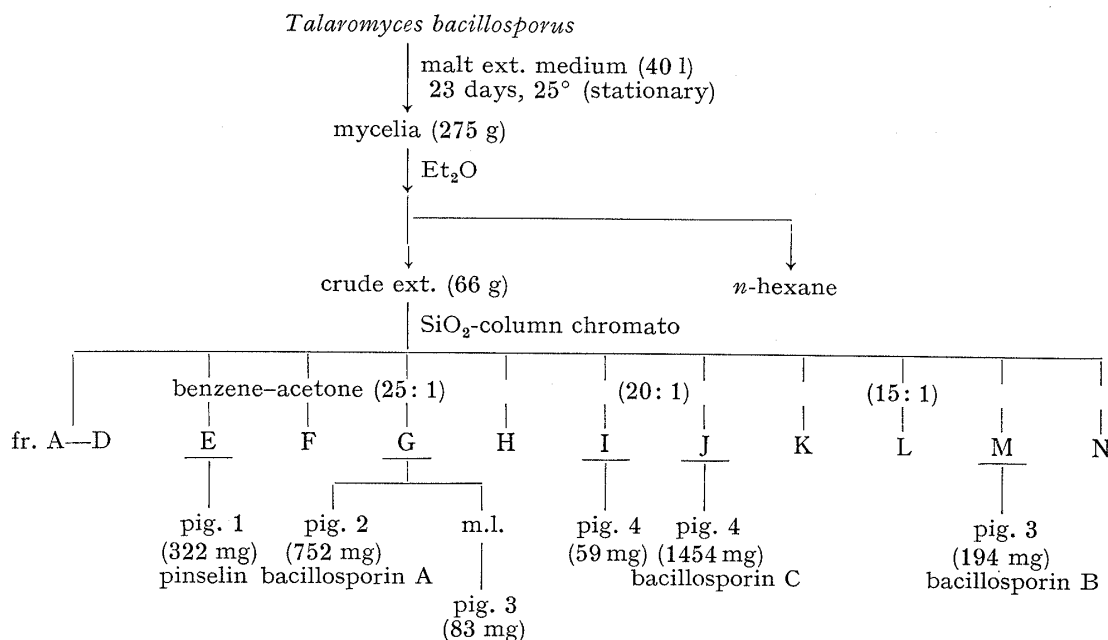 Talaromyces bacillosporus
malt ext. medium (40 l)
23 days, 25° (stationary)
mycelia (275 g)
Et₂O
crude ext. (66 g)
n-hexane
SiO₂-column chromato
benzene–acetone (25: 1)
(20: 1)
(15: 1)
fr. A—D E F G H I J K L M N
pig. 1 pig. 2 m.l. pig. 4 pig. 4 pig. 3
(322 mg) (752 mg) (59 mg) (1454 mg) (194 mg)
pinselin bacillosporin A bacillosporin C bacillosporin B
pig. 3
(83 mg)